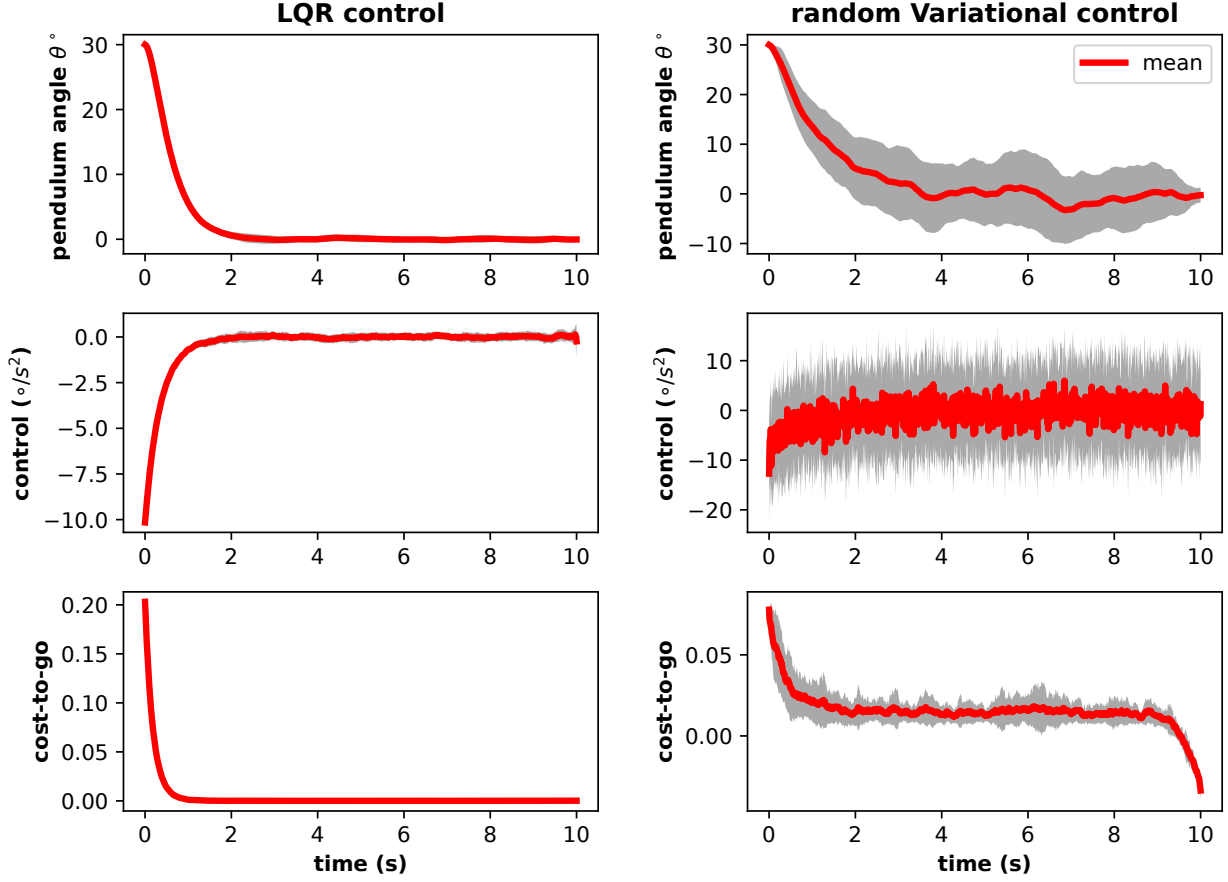 LQR control
random Variational control
30
20
10
0
pendulum angle θ°
0 2 4 6 8 10
30
20
10
0
−10
pendulum angle θ°
mean
0 2 4 6 8 10
0.0
−2.5
−5.0
−7.5
−10.0
control (∘/s²)
0 2 4 6 8 10
10
0
−10
−20
control (∘/s²)
0 2 4 6 8 10
0.20
0.15
0.10
0.05
0.00
cost-to-go
0 2 4 6 8 10
time (s)
0.05
0.00
cost-to-go
0 2 4 6 8 10
time (s)